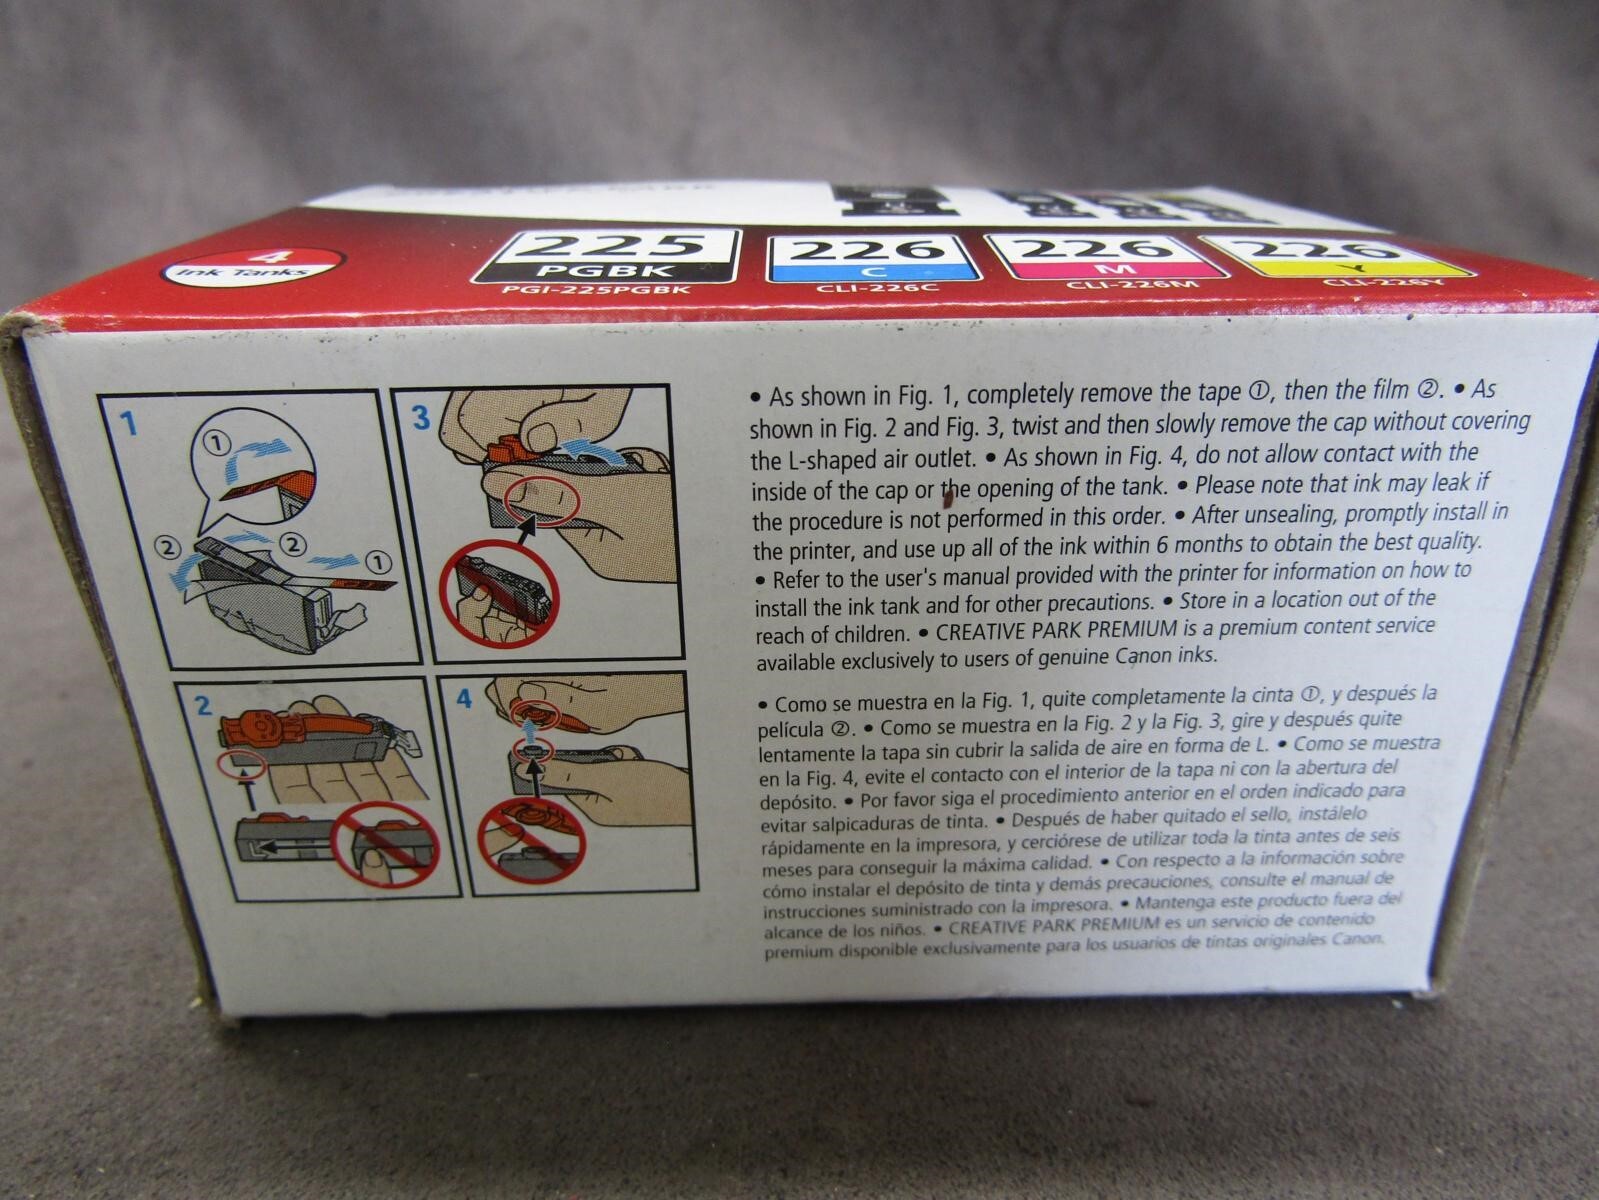 4
Ink Tanks
225
PGBK
PGI-225PGBK
226
C
CLI-226C
226
M
CLI-226M
226
Y
CLI-226Y
1
①
②
②
①
3
2
4
• As shown in Fig. 1, completely remove the tape ①, then the film ②. • As
shown in Fig. 2 and Fig. 3, twist and then slowly remove the cap without covering
the L-shaped air outlet. • As shown in Fig. 4, do not allow contact with the
inside of the cap or the opening of the tank. • Please note that ink may leak if
the procedure is not performed in this order. • After unsealing, promptly install in
the printer, and use up all of the ink within 6 months to obtain the best quality.
• Refer to the user's manual provided with the printer for information on how to
install the ink tank and for other precautions. • Store in a location out of the
reach of children. • CREATIVE PARK PREMIUM is a premium content service
available exclusively to users of genuine Canon inks.
• Como se muestra en la Fig. 1, quite completamente la cinta ①, y después la
película ②. • Como se muestra en la Fig. 2 y la Fig. 3, gire y después quite
lentamente la tapa sin cubrir la salida de aire en forma de L. • Como se muestra
en la Fig. 4, evite el contacto con el interior de la tapa ni con la abertura del
depósito. • Por favor siga el procedimiento anterior en el orden indicado para
evitar salpicaduras de tinta. • Después de haber quitado el sello, instálelo
rápidamente en la impresora, y cerciórese de utilizar toda la tinta antes de seis
meses para conseguir la máxima calidad. • Con respecto a la información sobre
cómo instalar el depósito de tinta y demás precauciones, consulte el manual de
instrucciones suministrado con la impresora. • Mantenga este producto fuera del
alcance de los niños. • CREATIVE PARK PREMIUM es un servicio de contenido
premium disponible exclusivamente para los usuarios de tintas originales Canon.